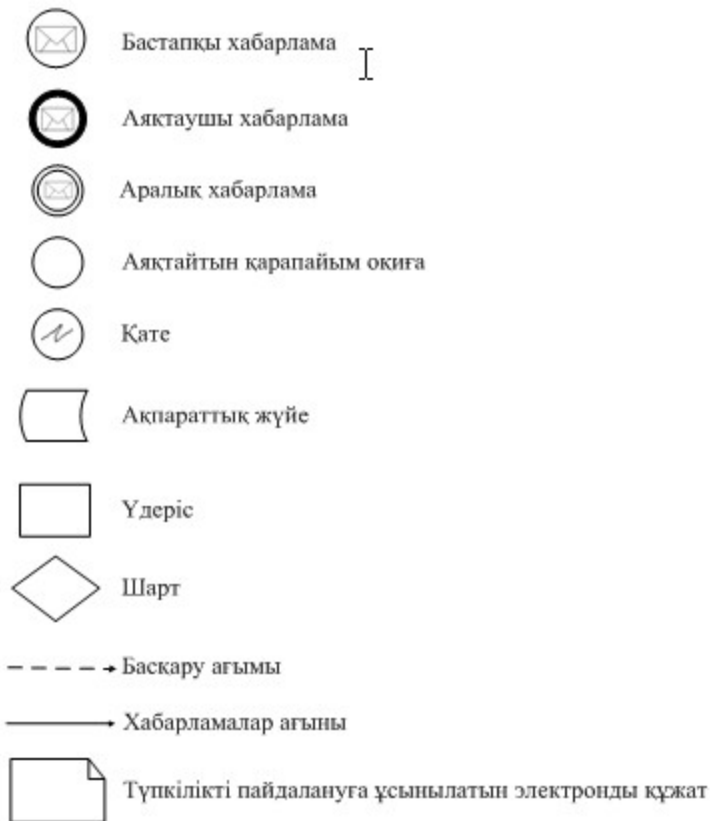 Бастапқы хабарлама
Аяқтаушы хабарлама
Аралық хабарлама
Аяқтайтын қарапайым оқиға
Қате
Ақпараттық жүйе
Үдеріс
Шарт
Басқару ағымы
Хабарламалар ағыны
Түпкілікті пайдалануға ұсынылатын электронды құжат